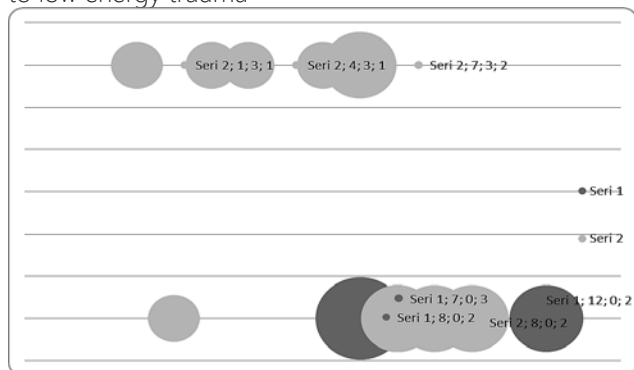 to low energy trauma
Seri 2; 1; 3; 1
Seri 2; 4; 3; 1
Seri 2; 7; 3; 2
Seri 1
Seri 2
Seri 1; 7; 0; 3
Seri 1; 12; 0; 2
Seri 1; 8; 0; 2
Seri 2; 8; 0; 2